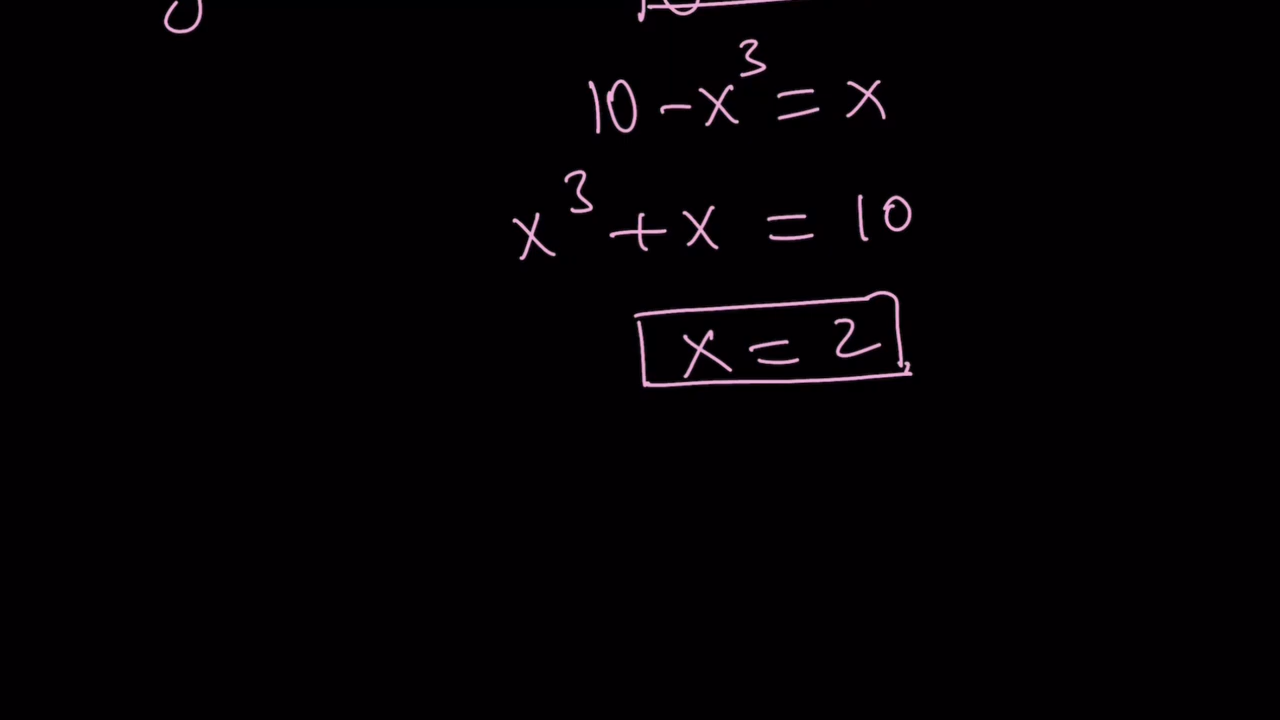 10 - x³ = x
x³ + x = 10
x = 2